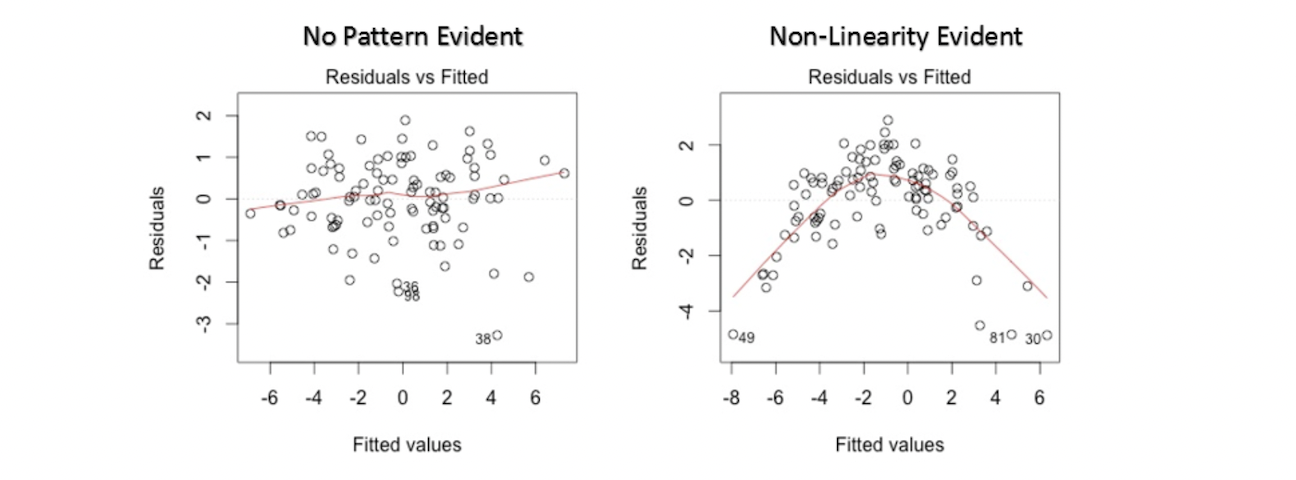 No Pattern Evident
Residuals vs Fitted
Residuals
2
1
0
-1
-2
-3
36
98
38
-6 -4 -2 0 2 4 6
Fitted values
Non-Linearity Evident
Residuals vs Fitted
Residuals
2
0
-2
-4
49
81 30
-8 -6 -4 -2 0 2 4 6
Fitted values